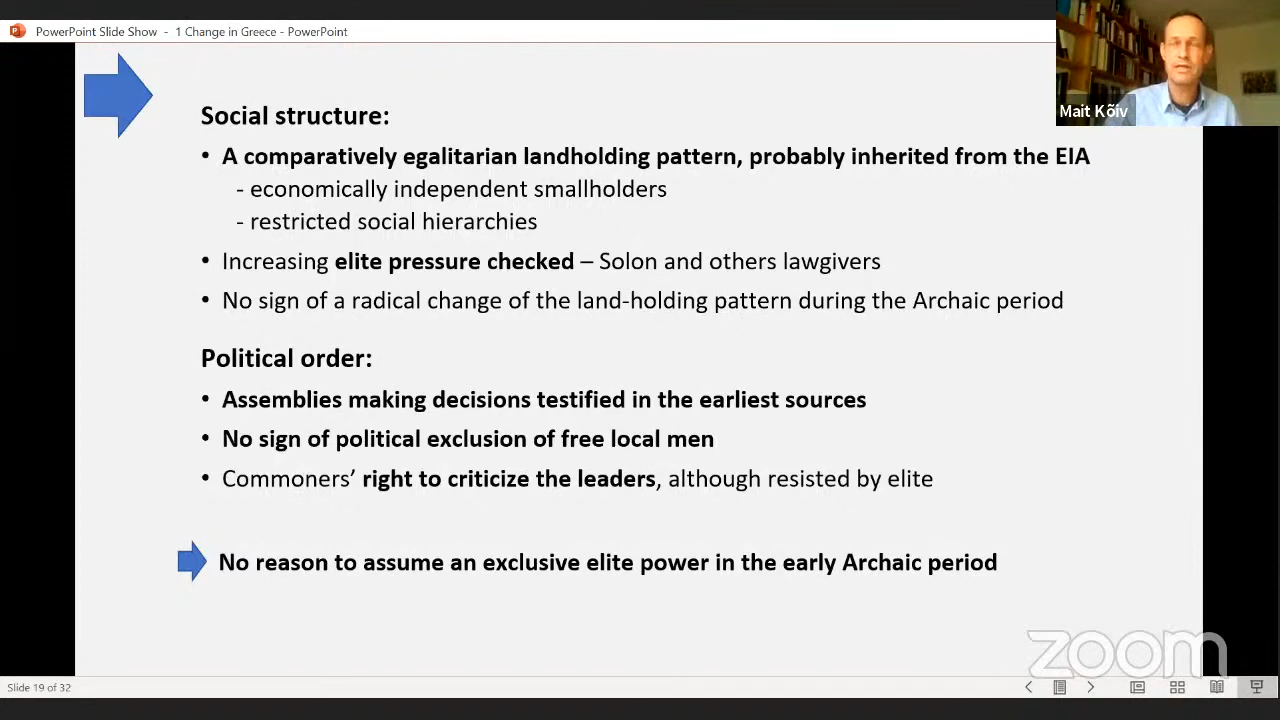 PowerPoint Slide Show - 1 Change in Greece - PowerPoint
Mait Kõiv
Social structure:
• A comparatively egalitarian landholding pattern, probably inherited from the EIA
- economically independent smallholders
- restricted social hierarchies
• Increasing elite pressure checked – Solon and others lawgivers
• No sign of a radical change of the land-holding pattern during the Archaic period
Political order:
• Assemblies making decisions testified in the earliest sources
• No sign of political exclusion of free local men
• Commoners’ right to criticize the leaders, although resisted by elite
No reason to assume an exclusive elite power in the early Archaic period
zoom
Slide 19 of 32